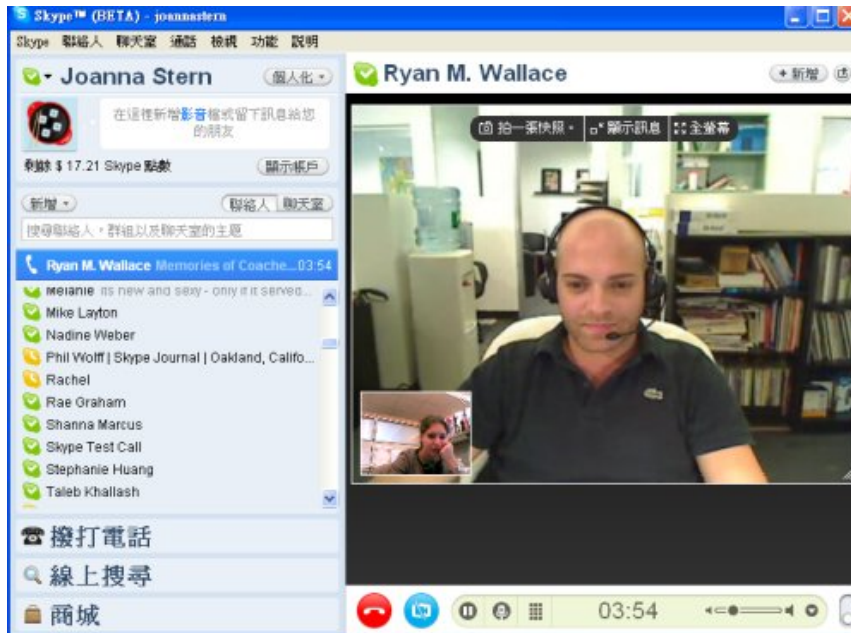 Skype™ (BETA) - joannastern
Skype 聯絡人 聊天室 通話 檢視 功能 説明
Joanna Stern
個人化
在這裡新增影音檔或留下訊息給您
的朋友
剩餘 $ 17.21 Skype 點數
顯示帳戶
新增
聯絡人 聊天室
搜尋聯絡人，群組以及聊天室的主題
Ryan M. Wallace Memories of Coache...03:54
Melanie its new and sexy - only if it served...
Mike Layton
Nadine Weber
Phil Wolff | Skype Journal | Oakland, Califo...
Rachel
Rae Graham
Shanna Marcus
Skype Test Call
Stephanie Huang
Taleb Khallash
撥打電話
線上搜尋
商城
Ryan M. Wallace
+ 新增
拍一張快照。
顯示訊息
全螢幕
03:54